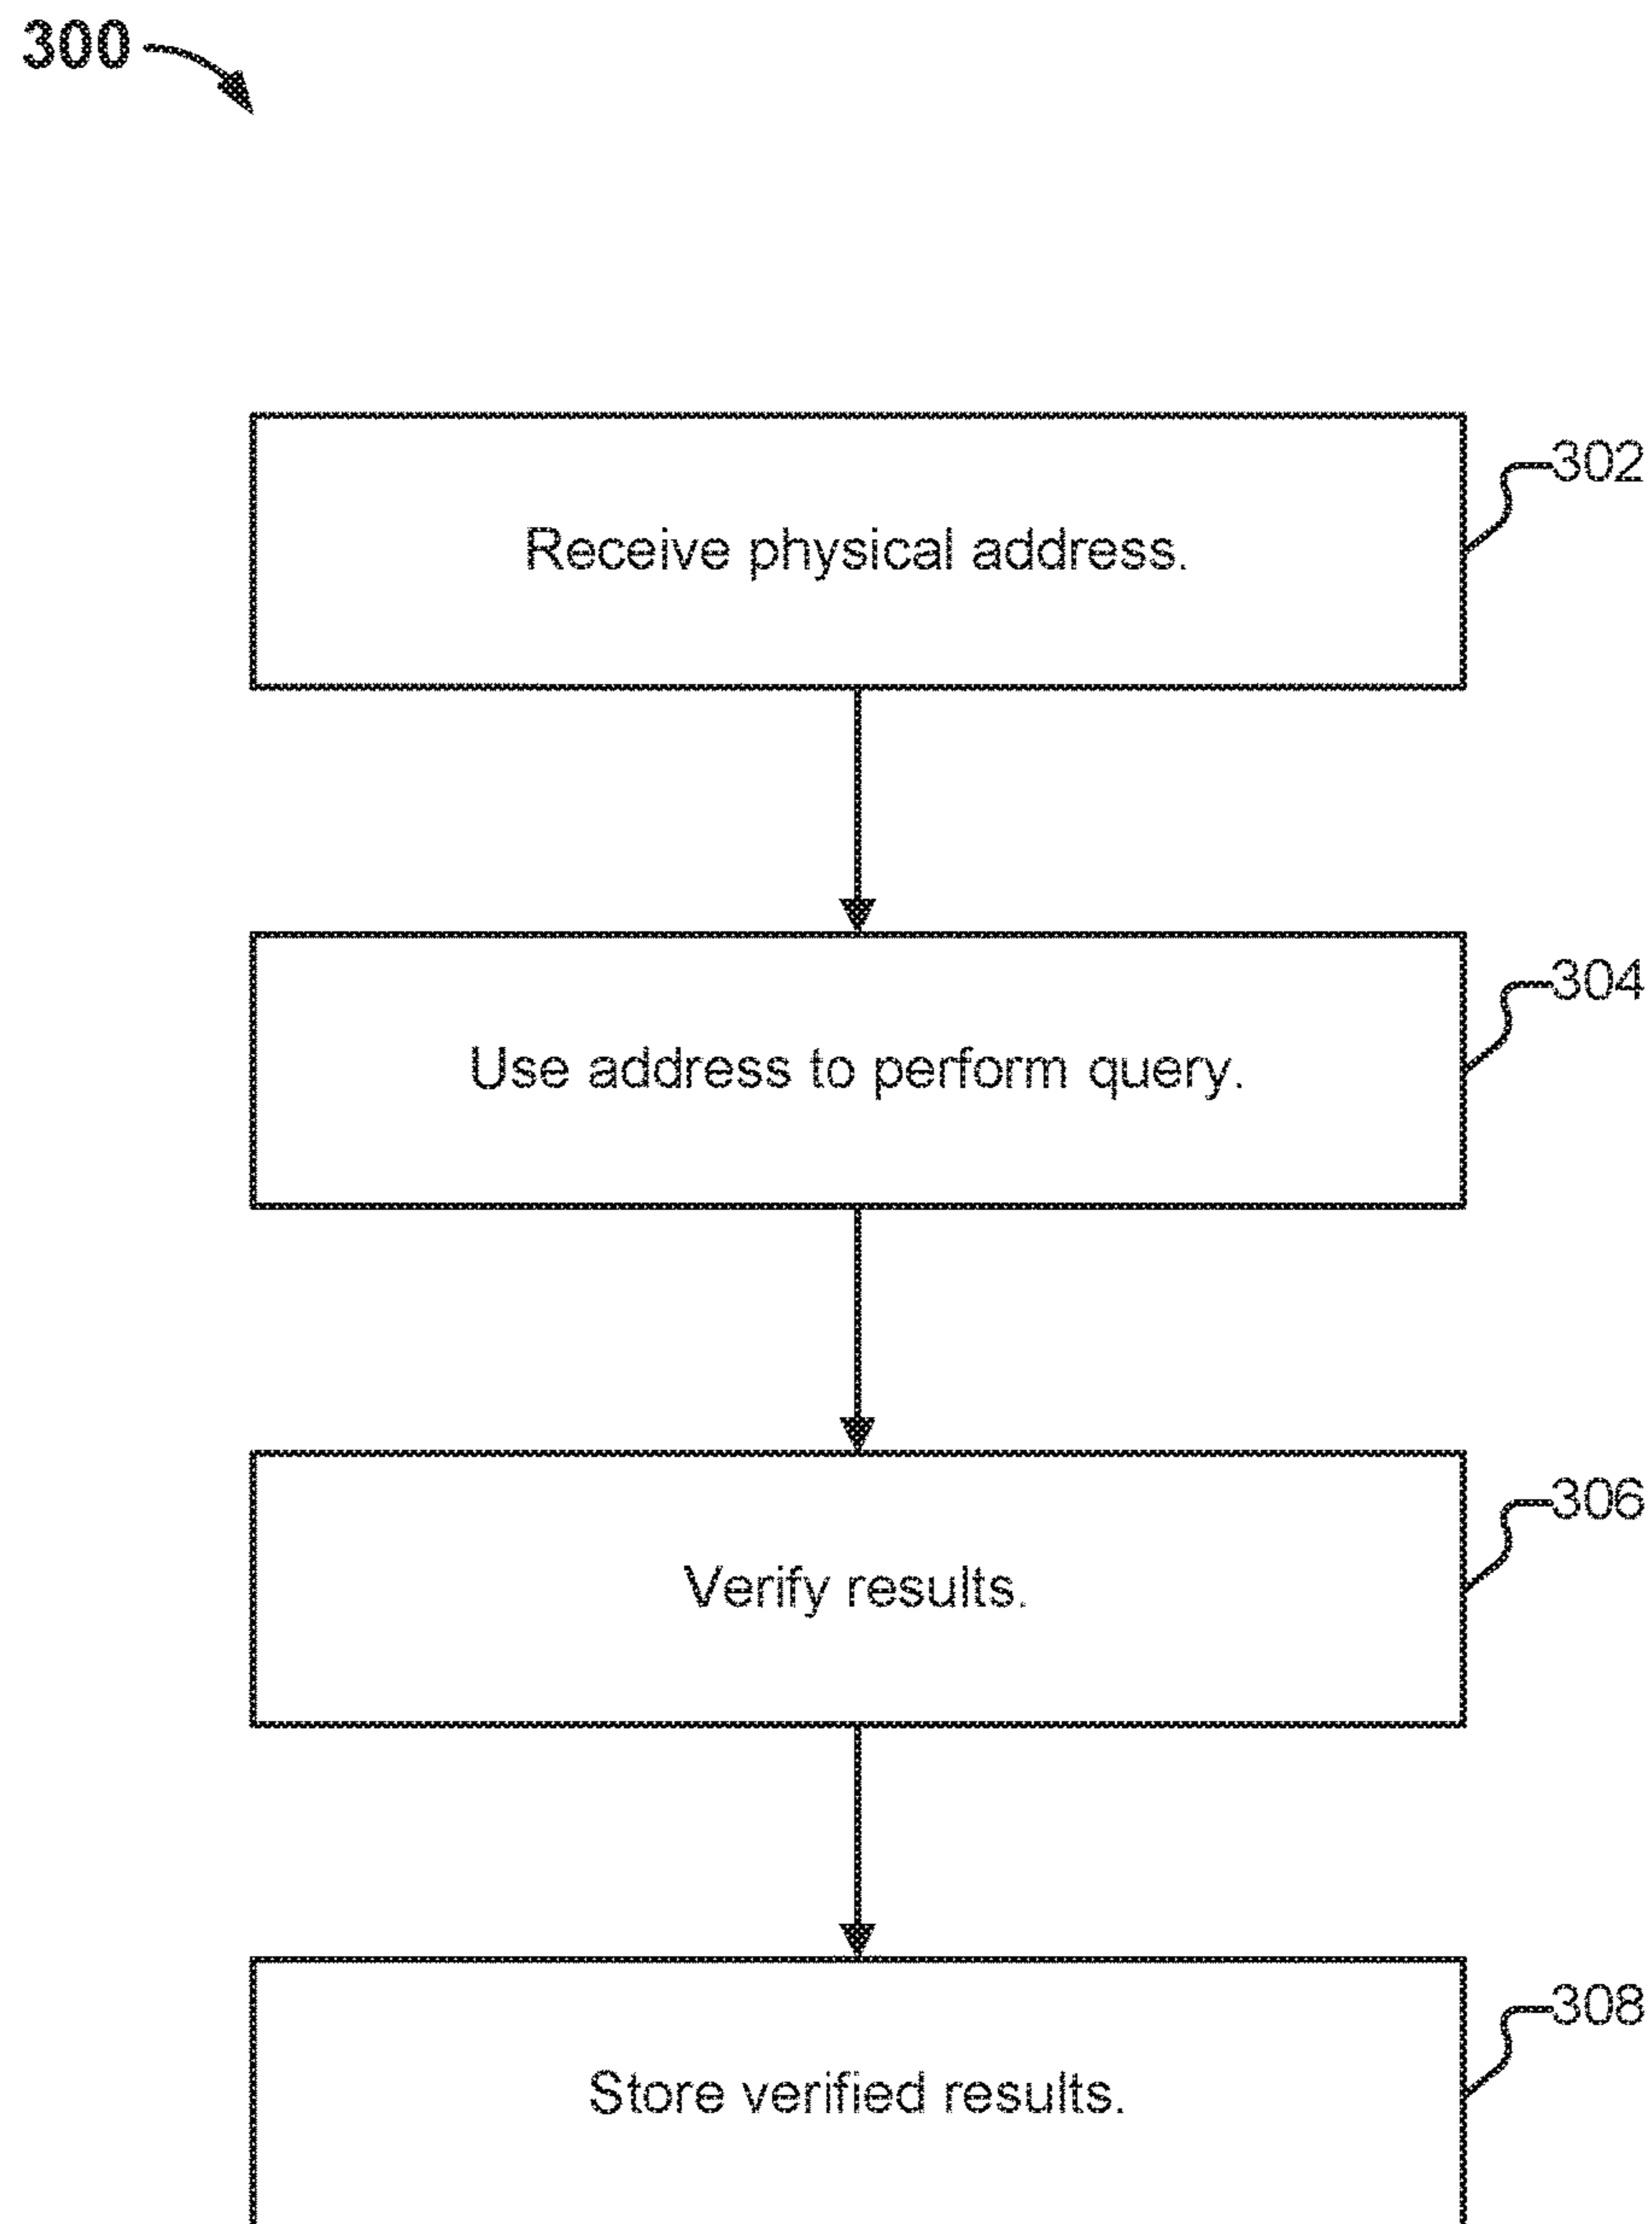 300
302
Receive physical address.
304
Use address to perform query.
306
Verify results.
308
Store verified results.